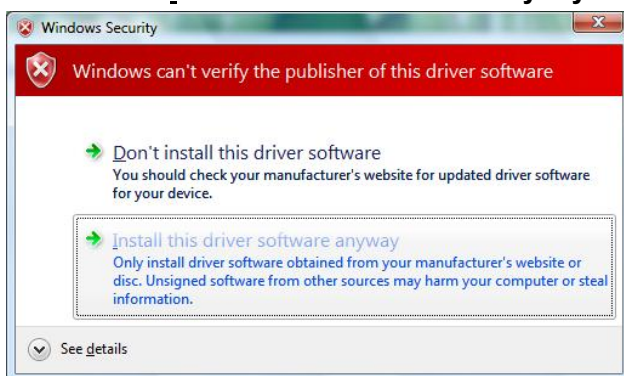 Windows Security
Windows can't verify the publisher of this driver software
Don't install this driver software
You should check your manufacturer's website for updated driver software
for your device.
Install this driver software anyway
Only install driver software obtained from your manufacturer's website or
disc. Unsigned software from other sources may harm your computer or steal
information.
See details